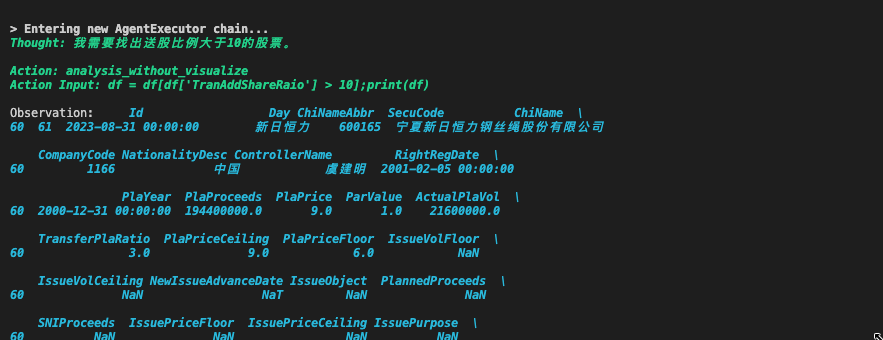 > Entering new AgentExecutor chain...
Thought: 我需要找出送股比例大于10的股票。
Action: analysis_without_visualize
Action Input: df = df[df['TranAddShareRaio'] > 10];print(df)
Observation:     Id                  Day ChiNameAbbr  SecuCode          ChiName  \
60  61  2023-08-31 00:00:00        新日恒力    600165  宁夏新日恒力钢丝绳股份有限公司
    CompanyCode NationalityDesc ControllerName         RightRegDate  \
60         1166              中国            虞建明  2001-02-05 00:00:00
                PlaYear  PlaProceeds  PlaPrice  ParValue  ActualPlaVol  \
60  2000-12-31 00:00:00  194400000.0       9.0       1.0    21600000.0
    TransferPlaRatio  PlaPriceCeiling  PlaPriceFloor  IssueVolFloor  \
60               3.0              9.0            6.0            NaN
    IssueVolCeiling NewIssueAdvanceDate IssueObject  PlannedProceeds  \
60              NaN                 NaT         NaN              NaN
    SNIProceeds  IssuePriceFloor  IssuePriceCeiling IssuePurpose  \
60          NaN              NaN                NaN          NaN